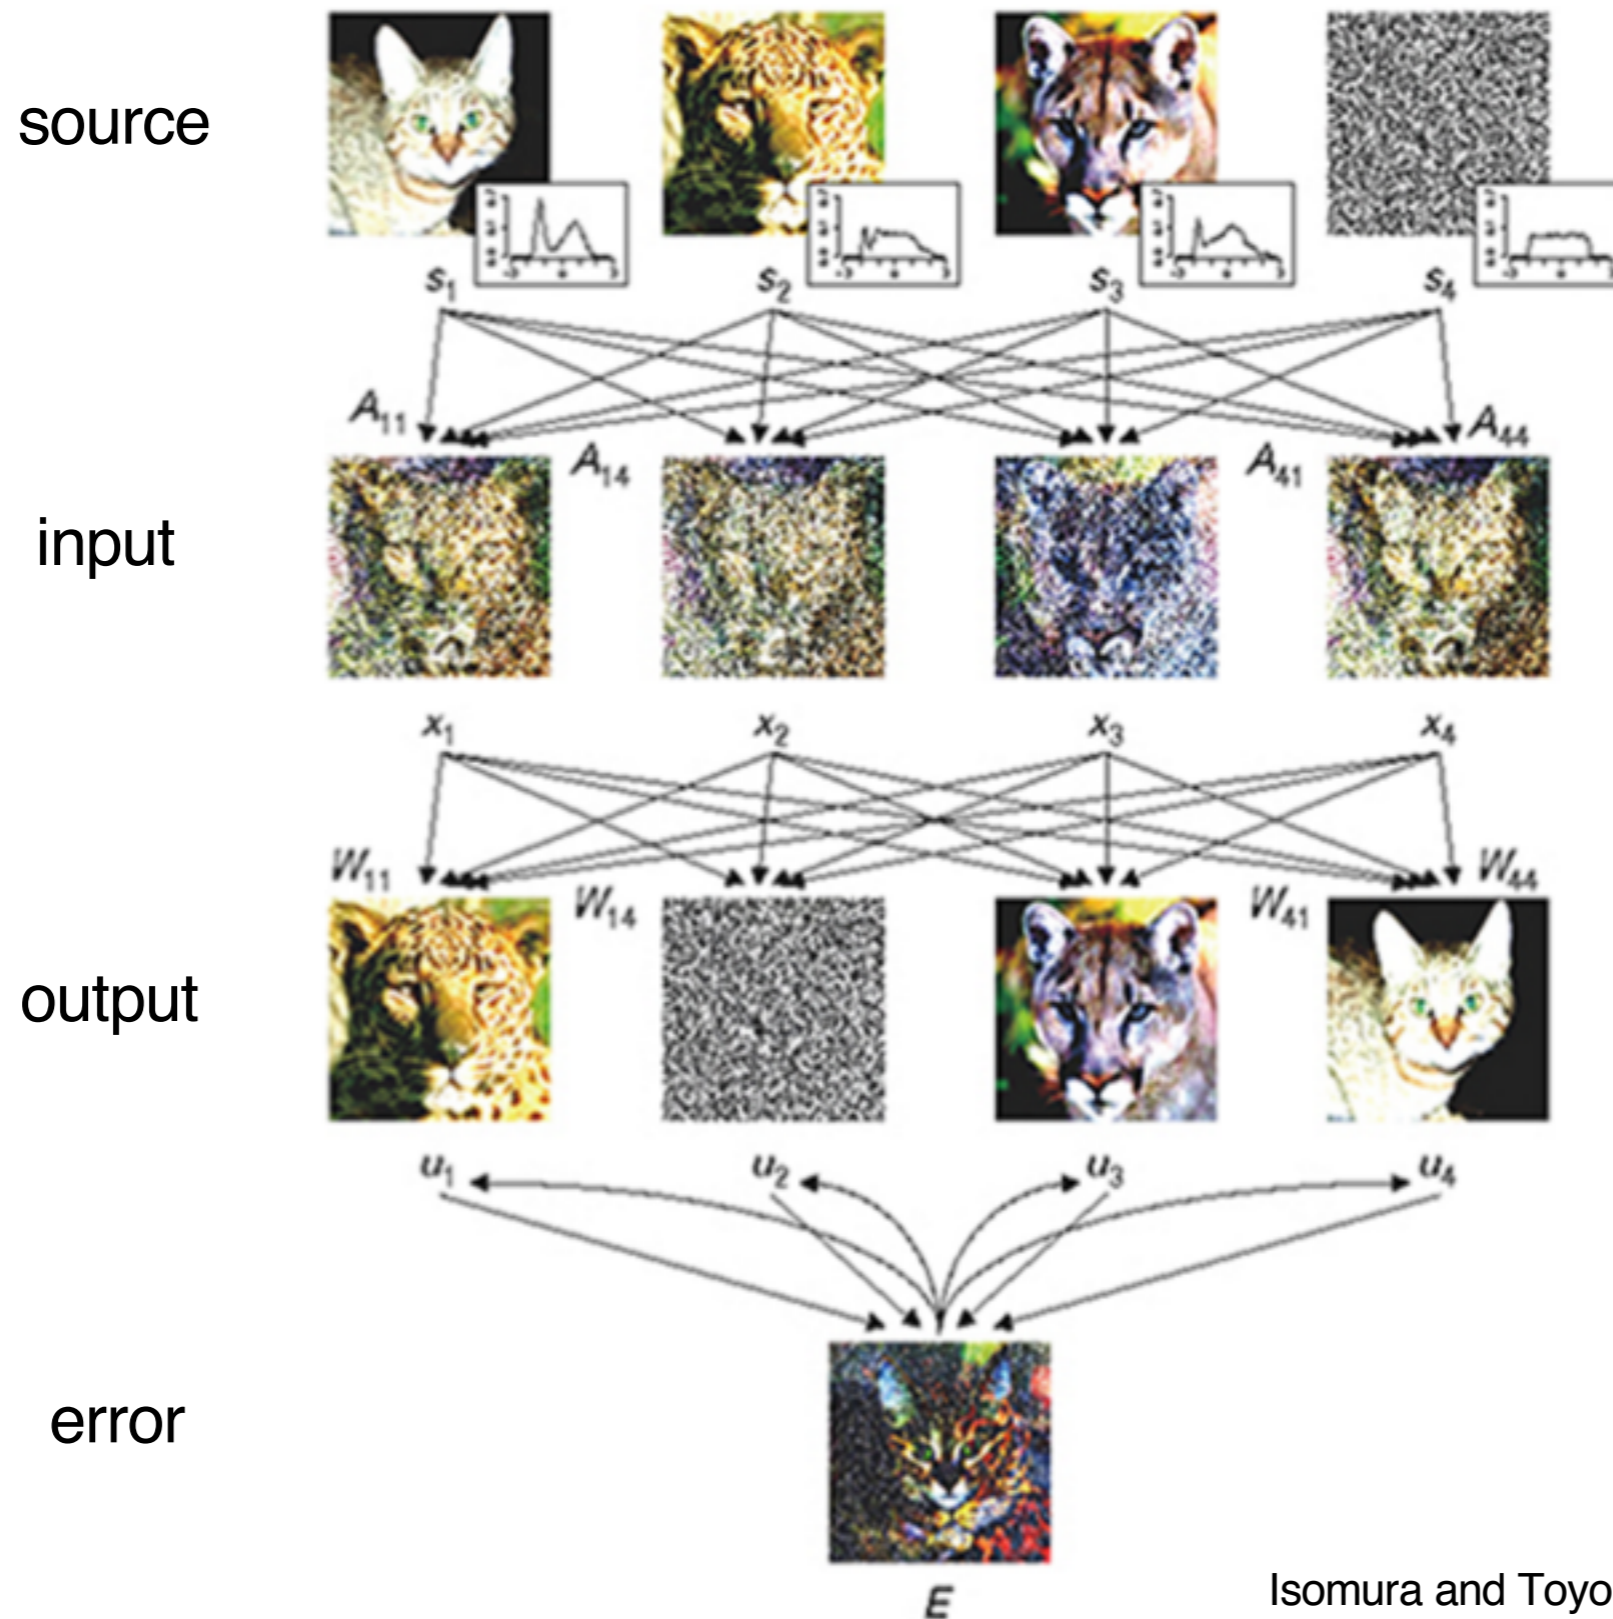 source
s1 s2 s3 s4
A11 A14 A41 A44
input
x1 x2 x3 x4
W11 W14 W41 W44
output
u1 u2 u3 u4
error
E
Isomura and Toyo